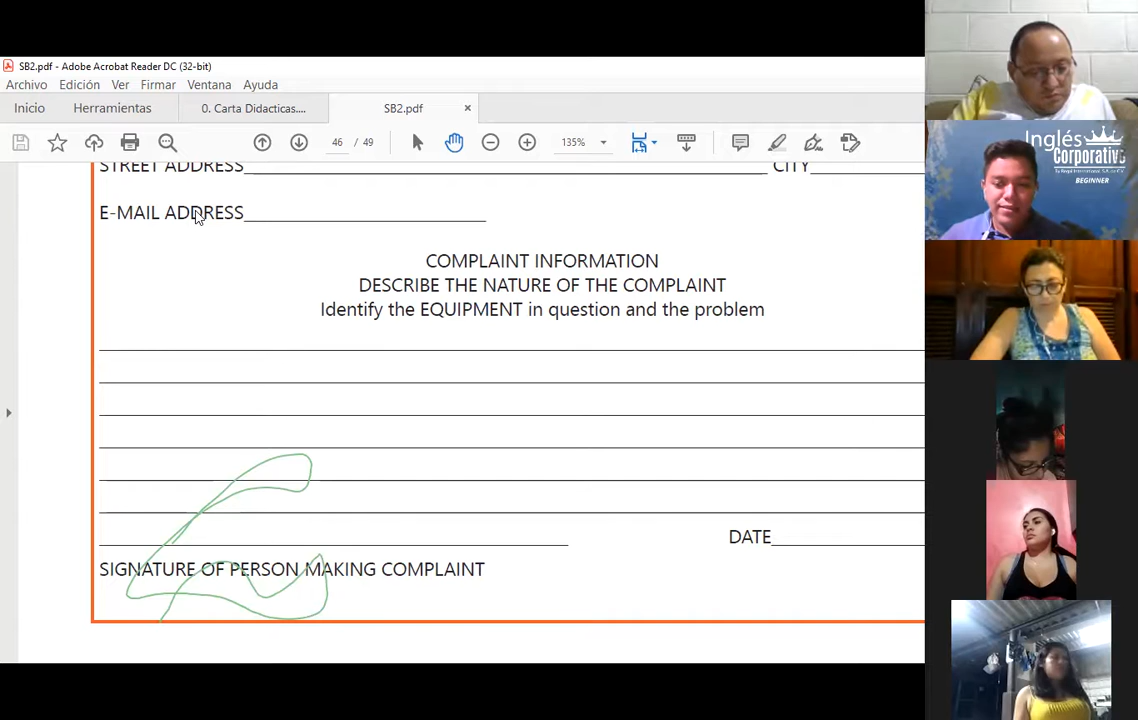 SB2.pdf - Adobe Acrobat Reader DC (32-bit)
Archivo Edición Ver Firmar Ventana Ayuda
Inicio Herramientas 0. Carta Didacticas.... SB2.pdf ×
46 / 49 135%
STREET ADDRESS CITY
E-MAIL ADDRESS
COMPLAINT INFORMATION
DESCRIBE THE NATURE OF THE COMPLAINT
Identify the EQUIPMENT in question and the problem
DATE
SIGNATURE OF PERSON MAKING COMPLAINT
Inglés
Corporativo
BEGINNER